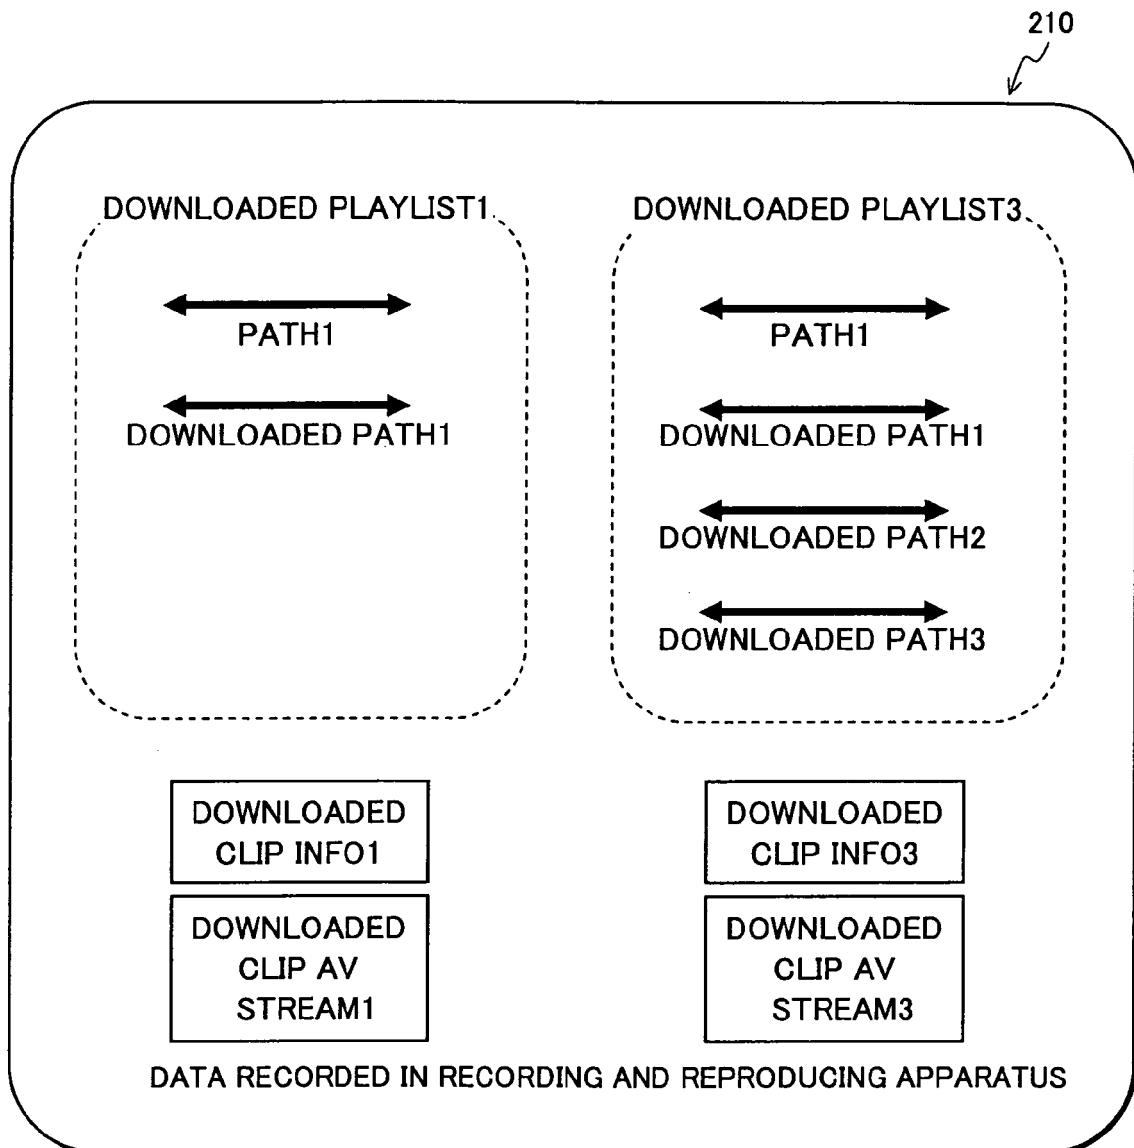 210
DOWNLOADED PLAYLIST1
PATH1
DOWNLOADED PATH1
DOWNLOADED PLAYLIST3
PATH1
DOWNLOADED PATH1
DOWNLOADED PATH2
DOWNLOADED PATH3
DOWNLOADED
CLIP INFO1
DOWNLOADED
CLIP AV
STREAM1
DOWNLOADED
CLIP INFO3
DOWNLOADED
CLIP AV
STREAM3
DATA RECORDED IN RECORDING AND REPRODUCING APPARATUS